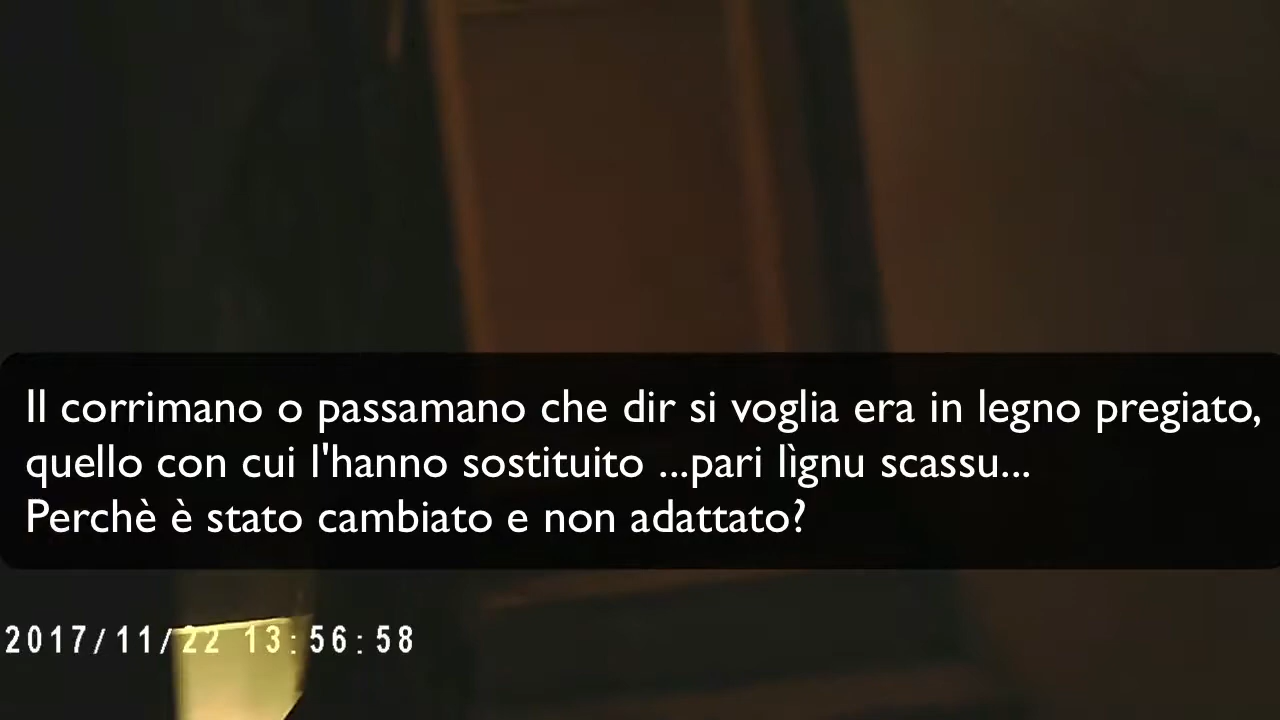 Il corrimano o passamano che dir si voglia era in legno pregiato,
quello con cui l'hanno sostituito ...pari lìgnu scassu...
Perchè è stato cambiato e non adattato?
2017/11/22 13:56:58